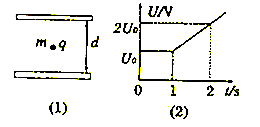 m q
d
(1)
U/V
2U₀
U₀
0 1 2 t/s
(2)